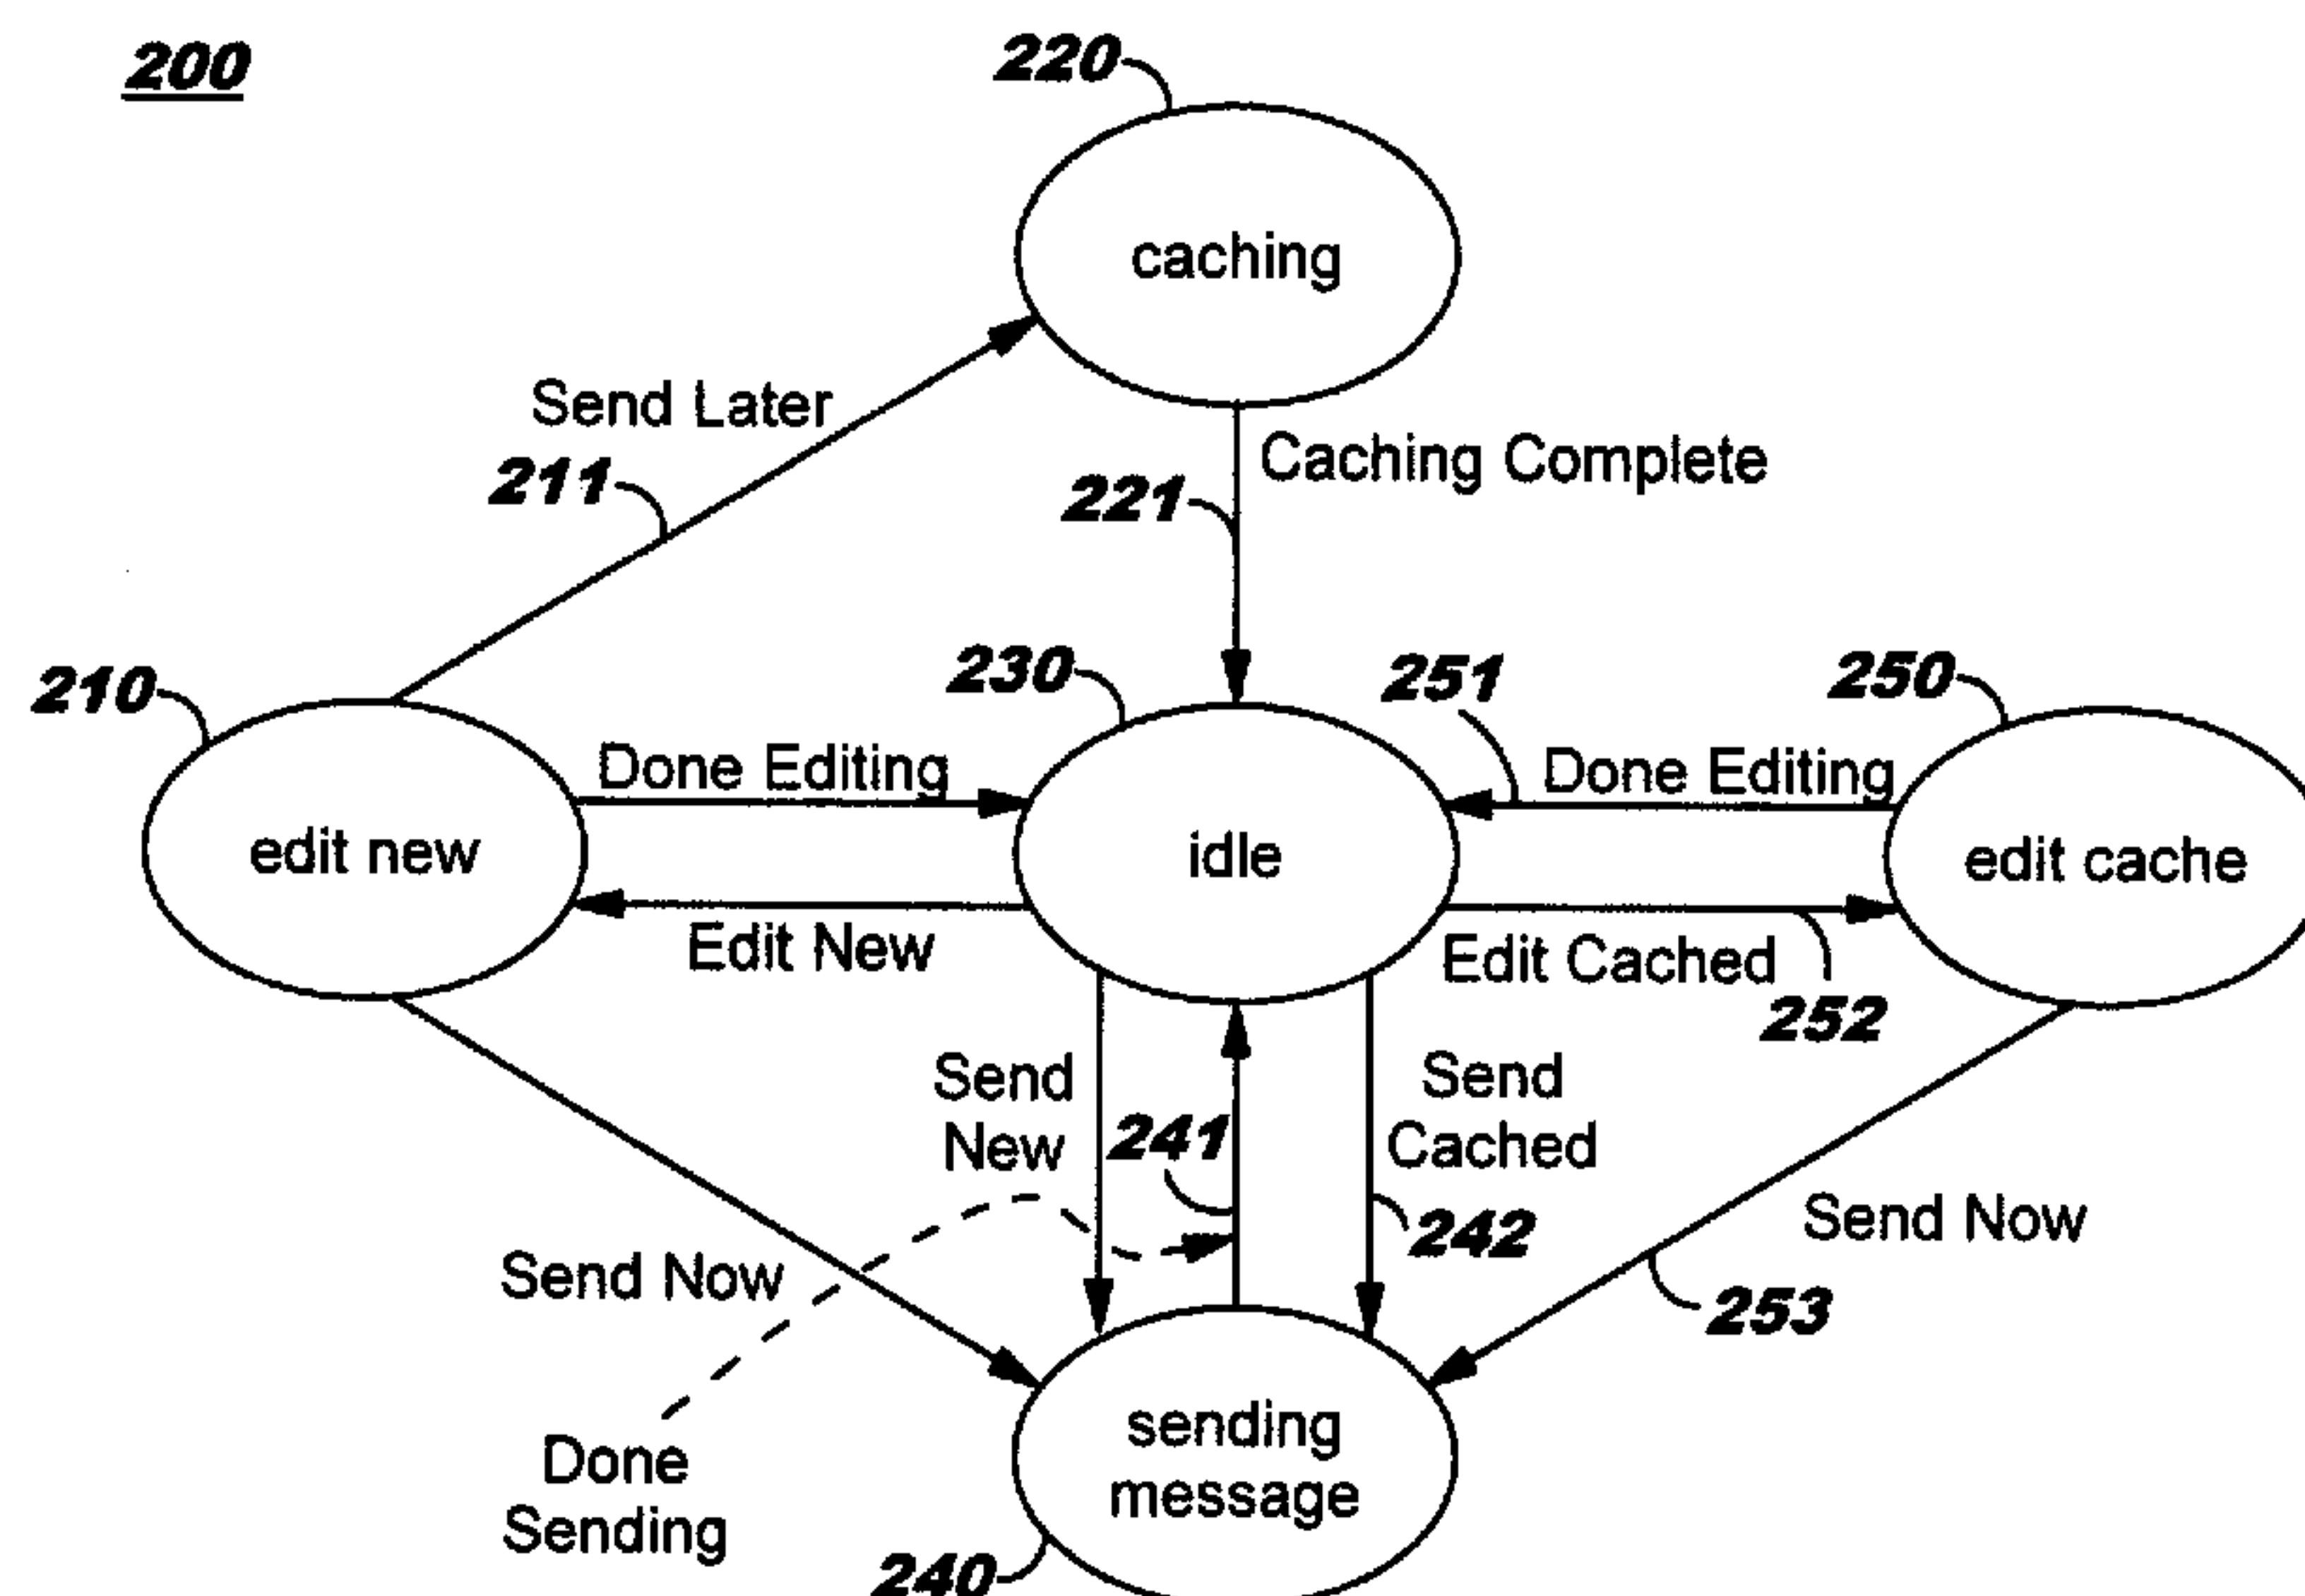 200
220
caching
Send Later
211
Caching Complete
221
210
230
251
250
Done Editing
Done Editing
edit new
idle
edit cache
Edit New
Edit Cached
252
Send
New
241
Send
Cached
242
Send Now
253
Send Now
Done
Sending
sending
message
240